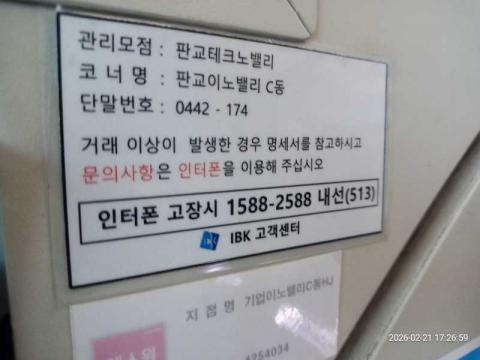 관리모점 : 판교테크노밸리
코 너 명 : 판교이노밸리 C동
단말번호 : 0442 - 174
거래 이상이 발생한 경우 명세서를 참고하시고
문의사항은 인터폰을 이용해 주십시오
인터폰 고장시 1588-2588 내선(513)
IBK 고객센터
지 점 명 기업이노밸리C동HJ
4254034
2026-02-21 17:26:59